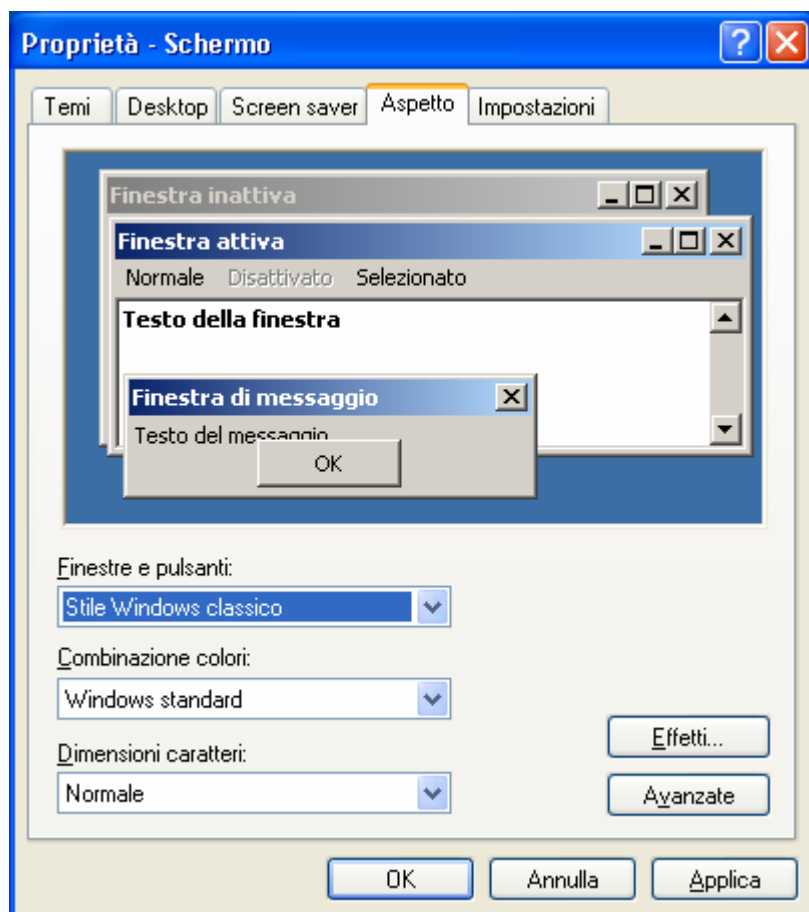 Proprietà - Schermo
Temi Desktop Screen saver Aspetto Impostazioni
Finestra inattiva
Finestra attiva
Normale Disattivato Selezionato
Testo della finestra
Finestra di messaggio
Testo del messaggio
OK
Finestre e pulsanti:
Stile Windows classico
Combinazione colori:
Windows standard
Effetti...
Dimensioni caratteri:
Normale
Avanzate
OK Annulla Applica